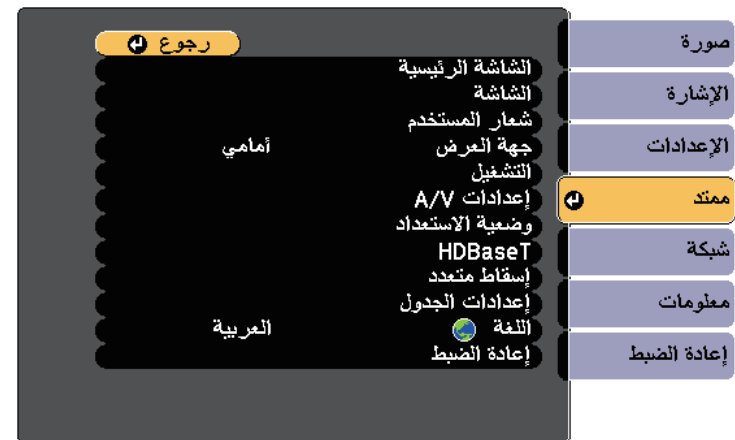 صورة
الإشارة
الإعدادات
ممتد
شبكة
معلومات
إعادة الضبط
رجوع
الشاشة الرئيسية
الشاشة
شعار المستخدم
جهة العرض أمامي
التشغيل
إعدادات A/V
وضعية الاستعداد
HDBaseT
إسقاط متعدد
إعدادات الجدول
اللغة العربية
إعادة الضبط